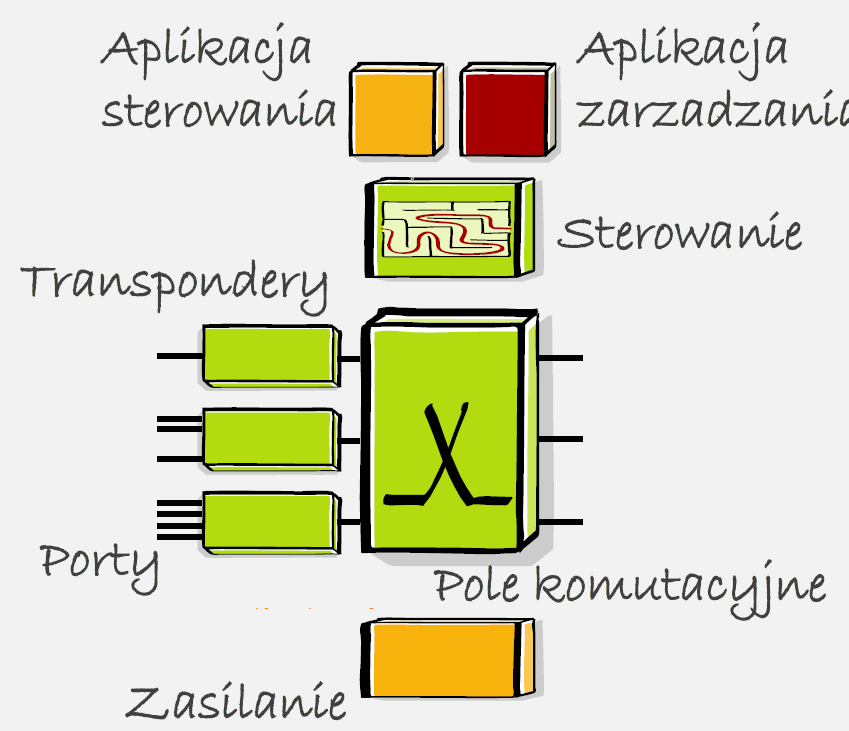 Aplikacja
sterowania
Aplikacja
zarzadzania
Sterowanie
Transpondery
Porty
Pole komutacyjne
Zasilanie